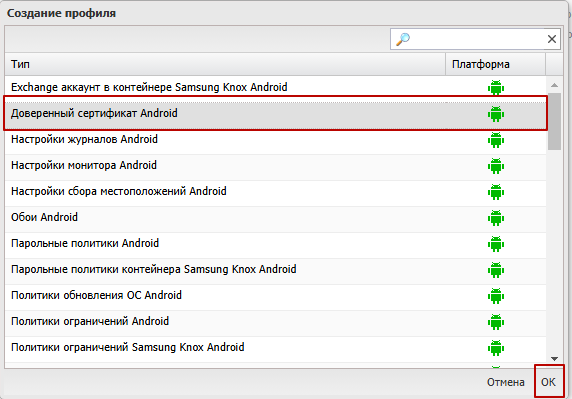 Создание профиля
Тип Платформа
Exchange аккаунт в контейнере Samsung Knox Android
Доверенный сертификат Android
Настройки журналов Android
Настройки монитора Android
Настройки сбора местоположений Android
Обои Android
Парольные политики Android
Парольные политики контейнера Samsung Knox Android
Политики обновления ОС Android
Политики ограничений Android
Политики ограничений Samsung Knox Android
Отмена ОК